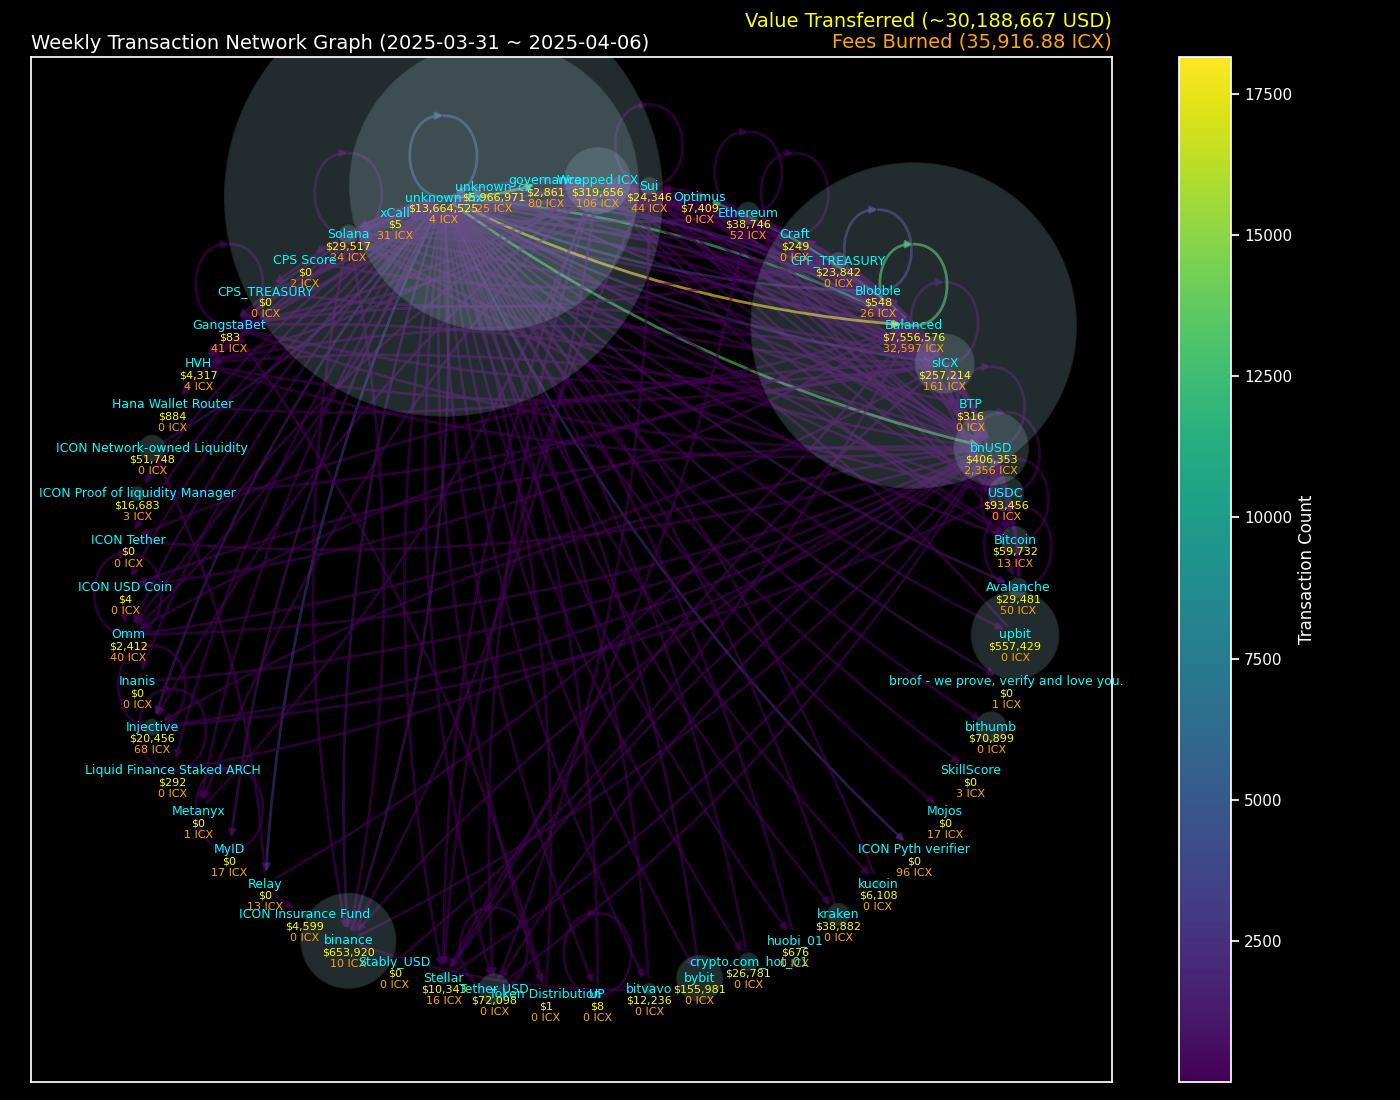 Value Transferred (~30,188,667 USD)
Weekly Transaction Network Graph (2025-03-31 ~ 2025-04-06)
Fees Burned (35,916.88 ICX)
governance
$2,861
80 ICX
Wrapped ICX
$319,656
106 ICX
Sui
$24,346
44 ICX
Optimus
$7,409
0 ICX
Ethereum
$38,746
52 ICX
Craft
$249
0 ICX
CPF_TREASURY
$23,842
0 ICX
Blobble
$548
26 ICX
Balanced
$7,556,576
32,597 ICX
sICX
$257,214
161 ICX
BTP
$316
0 ICX
bnUSD
$406,353
2,356 ICX
USDC
$93,456
0 ICX
Bitcoin
$59,732
13 ICX
Avalanche
$29,481
50 ICX
upbit
$557,429
0 ICX
broof - we prove, verify and love you.
$0
1 ICX
bithumb
$70,899
0 ICX
SkillScore
$0
3 ICX
Mojos
$0
17 ICX
ICON Pyth verifier
$0
96 ICX
kucoin
$6,108
0 ICX
kraken
$38,882
0 ICX
huobi_01
$676
0 ICX
crypto.com_hot_01
$26,781
0 ICX
bybit
$155,981
0 ICX
bitvavo
$12,236
0 ICX
UP
$8
0 ICX
Token Distribution
$1
0 ICX
Tether USD
$72,098
0 ICX
Stellar
$10,343
16 ICX
Stably_USD
$0
0 ICX
binance
$653,920
10 ICX
ICON Insurance Fund
$4,599
0 ICX
Relay
$0
13 ICX
MyID
$0
17 ICX
Metanyx
$0
1 ICX
Liquid Finance Staked ARCH
$292
0 ICX
Injective
$20,456
68 ICX
Inanis
$0
0 ICX
Omm
$2,412
40 ICX
ICON USD Coin
$4
0 ICX
ICON Tether
$0
0 ICX
ICON Proof of liquidity Manager
$16,683
3 ICX
ICON Network-owned Liquidity
$51,748
0 ICX
Hana Wallet Router
$884
0 ICX
HVH
$4,317
4 ICX
GangstaBet
$83
41 ICX
CPS_TREASURY
$0
0 ICX
CPS Score
$0
2 ICX
Solana
$29,517
24 ICX
xCall
$5
31 ICX
$13,664,525
4 ICX
$5,966,971
25 ICX
17500
15000
12500
10000
7500
5000
2500
Transaction Count